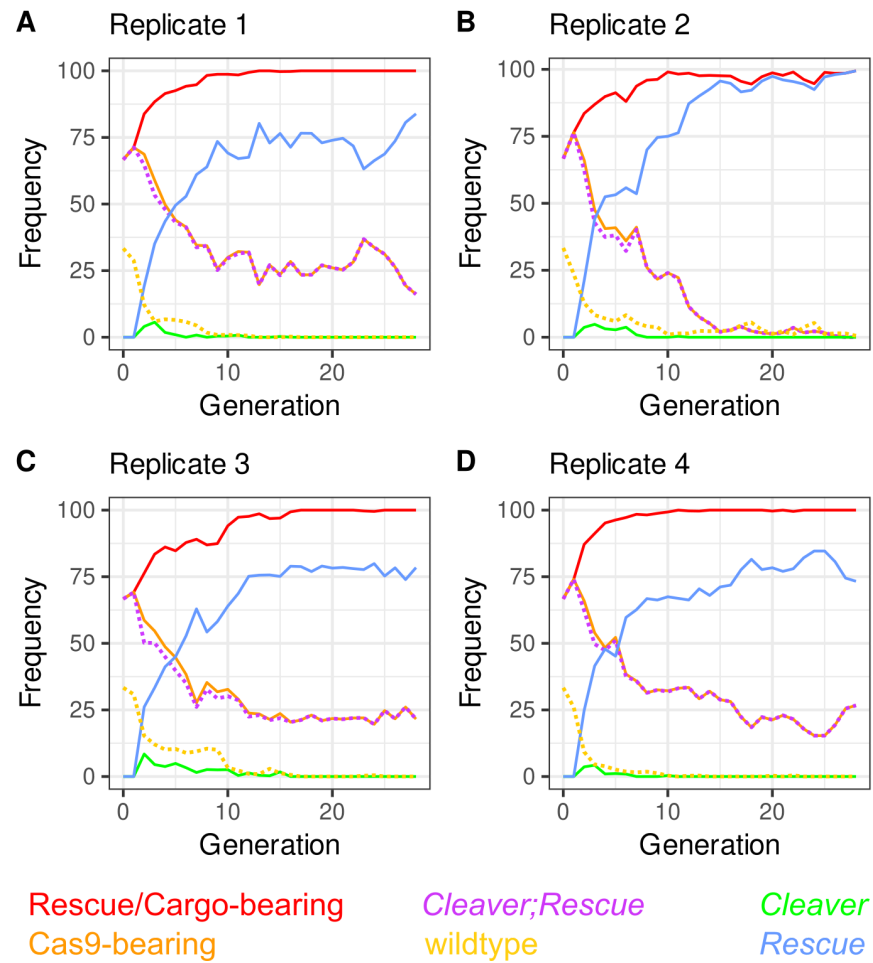 A Replicate 1 B Replicate 2
100 100
75 75
50 50
25 25
0 0
Frequency Frequency
0 10 20 0 10 20
Generation Generation
C Replicate 3 D Replicate 4
100 100
75 75
50 50
25 25
0 0
Frequency Frequency
0 10 20 0 10 20
Generation Generation
Rescue/Cargo-bearing Cleaver;Rescue Cleaver
Cas9-bearing wildtype Rescue